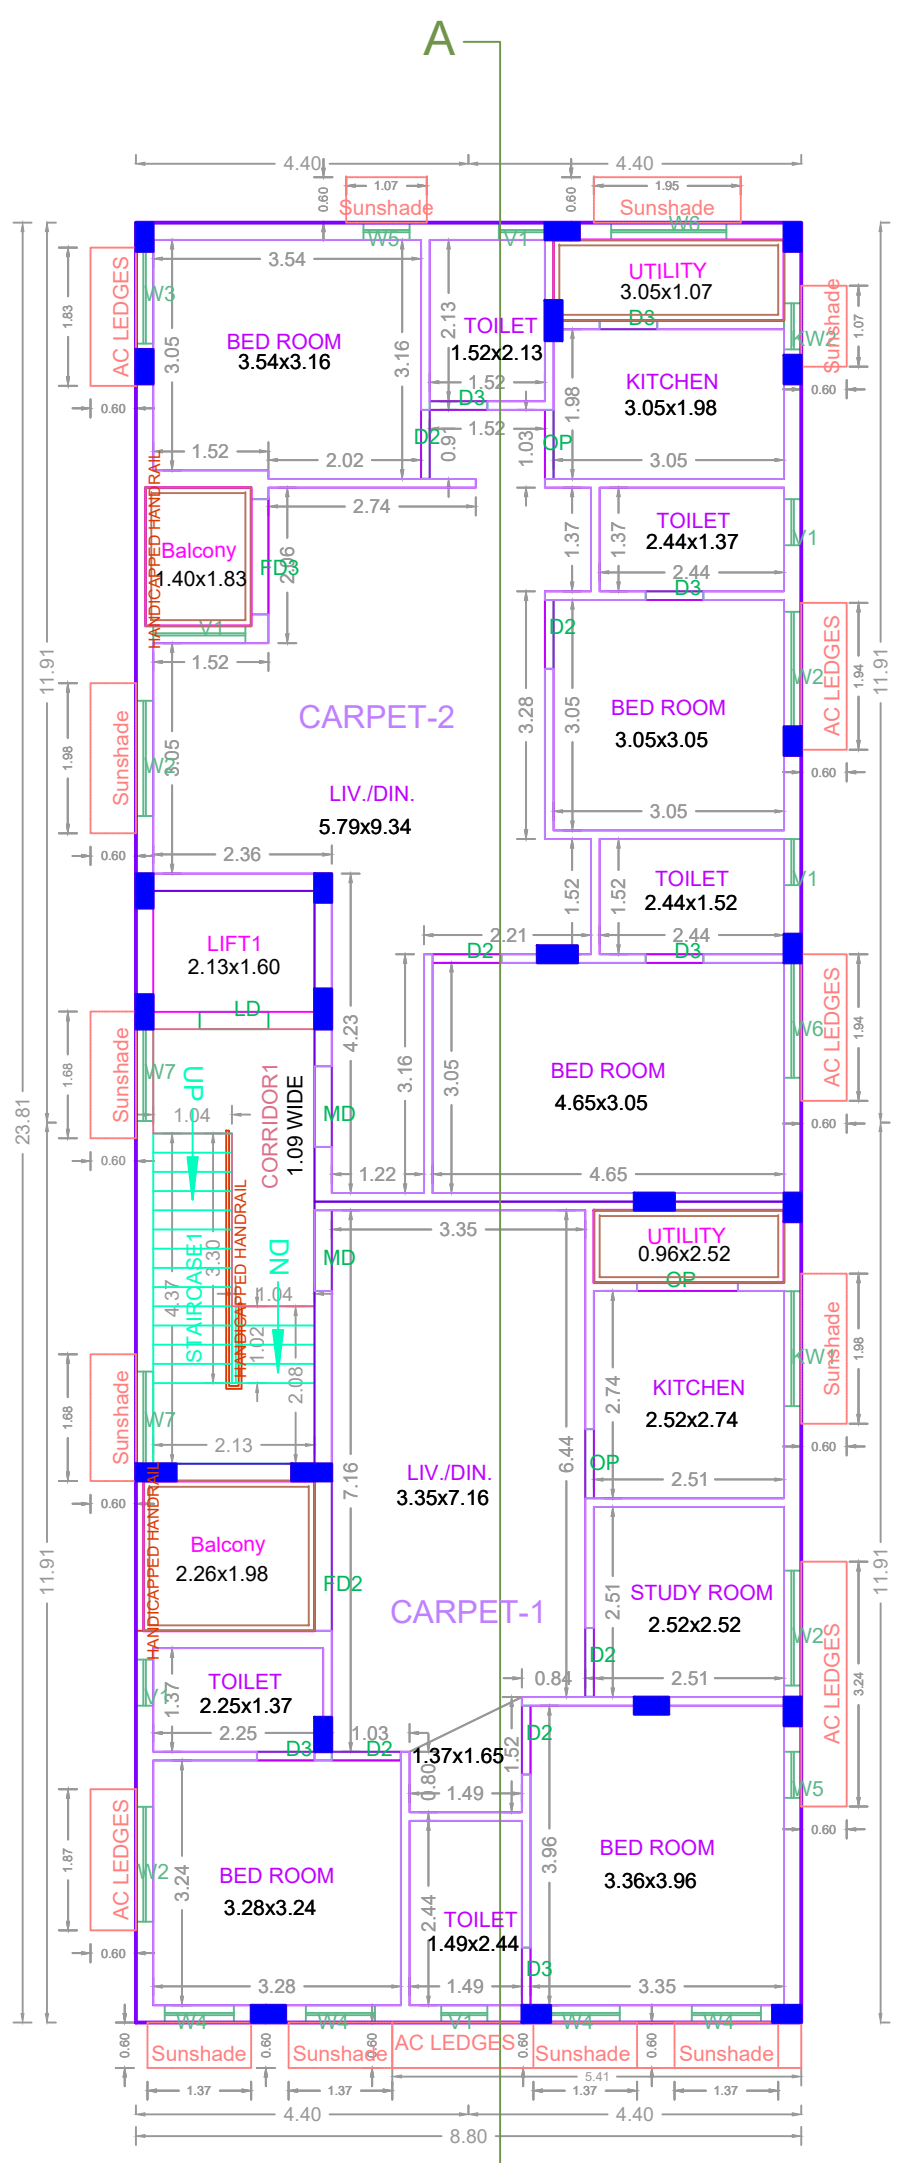 A
4.40
4.40
0.60
1.07
Sunshade
0.60
1.95
Sunshade
W5
V1
W6
AC LEDGES
1.83
W3
3.54
3.05
BED ROOM
3.54x3.16
3.16
2.13
TOILET
1.52x2.13
1.52
D3
UTILITY
3.05x1.07
D3
KITCHEN
3.05x1.98
1.98
3.05
KW2
Sunshade
1.07
0.60
0.60
1.52
2.02
D2
1.52
1.03
OP
2.74
HANDICAPPED HANDRAIL
Balcony
1.40x1.83
FD3
V1
1.52
1.37
1.37
TOILET
2.44x1.37
2.44
D3
V1
D2
11.91
11.91
23.81
Sunshade
1.98
W2
3.05
0.60
CARPET-2
LIV./DIN.
5.79x9.34
3.28
3.05
BED ROOM
3.05x3.05
3.05
W2
AC LEDGES
1.94
0.60
2.36
1.52
1.52
TOILET
2.44x1.52
2.44
V1
2.21
D2
D3
LIFT1
2.13x1.60
LD
4.23
3.16
3.05
BED ROOM
4.65x3.05
4.65
W6
AC LEDGES
1.94
0.60
Sunshade
1.68
W7
0.60
1.04
UP
CORRIDOR1
1.09 WIDE
MD
1.22
MD
3.35
STAIRCASE1
4.37
3.30
HANDICAPPED HANDRAIL
DN
1.04
1.02
2.08
2.13
Sunshade
1.68
W7
0.60
UTILITY
0.96x2.52
OP
KITCHEN
2.52x2.74
2.74
2.51
OP
Sunshade
1.98
0.60
7.16
6.44
LIV./DIN.
3.35x7.16
HANDICAPPED HANDRAIL
Balcony
2.26x1.98
FD2
CARPET-1
11.91
11.91
2.51
STUDY ROOM
2.52x2.52
D2
2.51
0.84
W2
AC LEDGES
3.24
W5
0.60
V1
1.37
TOILET
2.25x1.37
2.25
1.03
D3
D2
1.37x1.65
0.80
1.52
D2
1.49
AC LEDGES
1.87
W2
0.60
3.24
BED ROOM
3.28x3.24
3.28
2.44
TOILET
1.49x2.44
1.49
3.96
BED ROOM
3.36x3.96
D3
3.35
W4
W4
V1
W4
W4
0.60
Sunshade
0.60
Sunshade
0.60
AC LEDGES
0.60
Sunshade
0.60
Sunshade
5.41
1.37
1.37
1.37
1.37
4.40
4.40
8.80